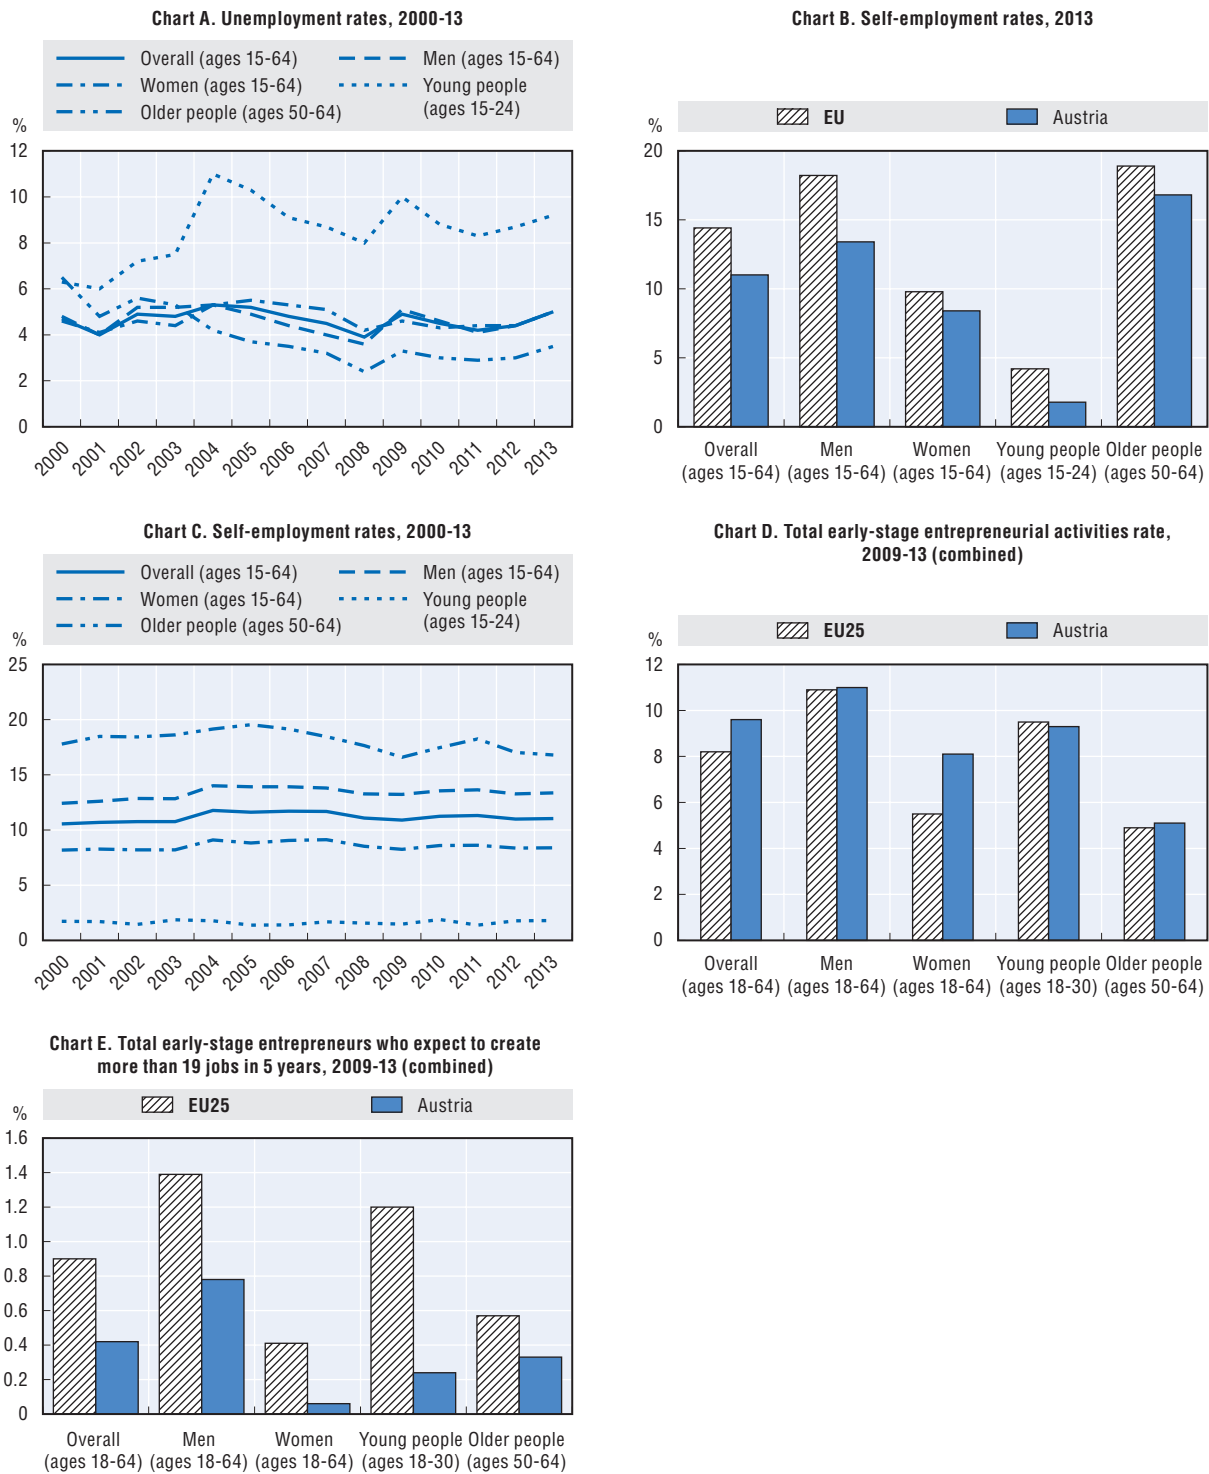 Chart A. Unemployment rates, 2000-13
Overall (ages 15-64)
Men (ages 15-64)
Women (ages 15-64)
Young people
(ages 15-24)
Older people (ages 50-64)
%
12
10
8
6
4
2
0
2000
2001
2002
2003
2004
2005
2006
2007
2008
2009
2010
2011
2012
2013
Chart B. Self-employment rates, 2013
EU
Austria
%
20
15
10
5
0
Overall
(ages 15-64)
Men
(ages 15-64)
Women
(ages 15-64)
Young people
(ages 15-24)
Older people
(ages 50-64)
Chart C. Self-employment rates, 2000-13
Overall (ages 15-64)
Men (ages 15-64)
Women (ages 15-64)
Young people
(ages 15-24)
Older people (ages 50-64)
%
25
20
15
10
5
0
2000
2001
2002
2003
2004
2005
2006
2007
2008
2009
2010
2011
2012
2013
Chart D. Total early-stage entrepreneurial activities rate,
2009-13 (combined)
EU25
Austria
%
12
10
8
6
4
2
0
Overall
(ages 18-64)
Men
(ages 18-64)
Women
(ages 18-64)
Young people
(ages 18-30)
Older people
(ages 50-64)
Chart E. Total early-stage entrepreneurs who expect to create
more than 19 jobs in 5 years, 2009-13 (combined)
EU25
Austria
%
1.6
1.4
1.2
1.0
0.8
0.6
0.4
0.2
0
Overall
(ages 18-64)
Men
(ages 18-64)
Women
(ages 18-64)
Young people
(ages 18-30)
Older people
(ages 50-64)